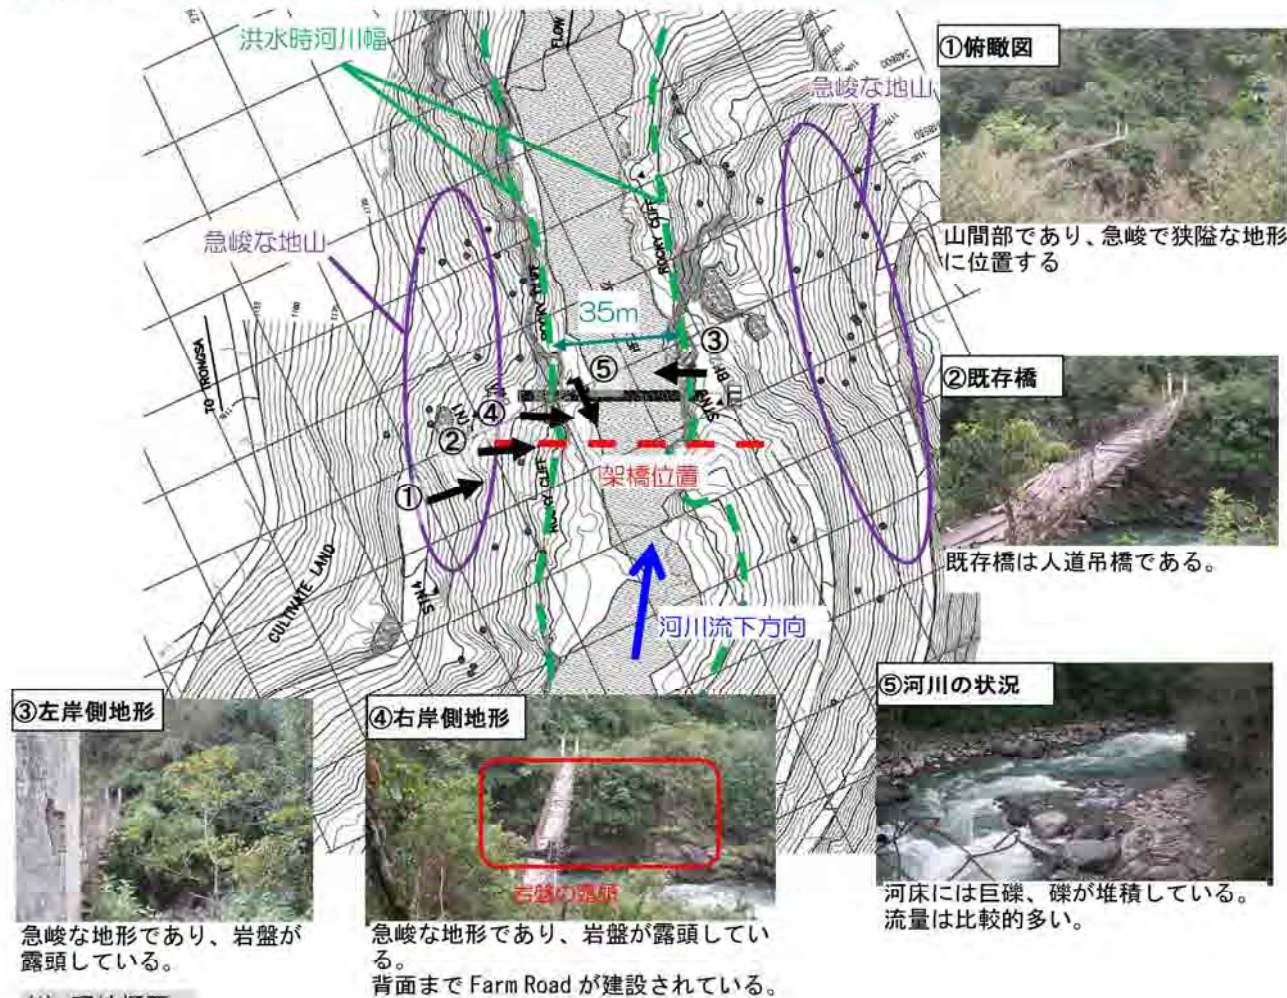 洪水時河川幅
FLOW
①俯瞰図
急峻な地山
山間部であり、急峻で狭隘な地形
に位置する
急峻な地山
ROCKY CLIFF
35m
③
⑤
TO TRONGSA
④
②
①
ROCKY CLIFF
架橋位置
②既存橋
既存橋は人道吊橋である。
CULTIVATE LAND
STN4
河川流下方向
③左岸側地形
急峻な地形であり、岩盤が
露頭している。
④右岸側地形
岩盤の露頭
急峻な地形であり、岩盤が露頭してい
る。
背面まで Farm Road が建設されている。
⑤河川の状況
河床には巨礫、礫が堆積している。
流量は比較的多い。